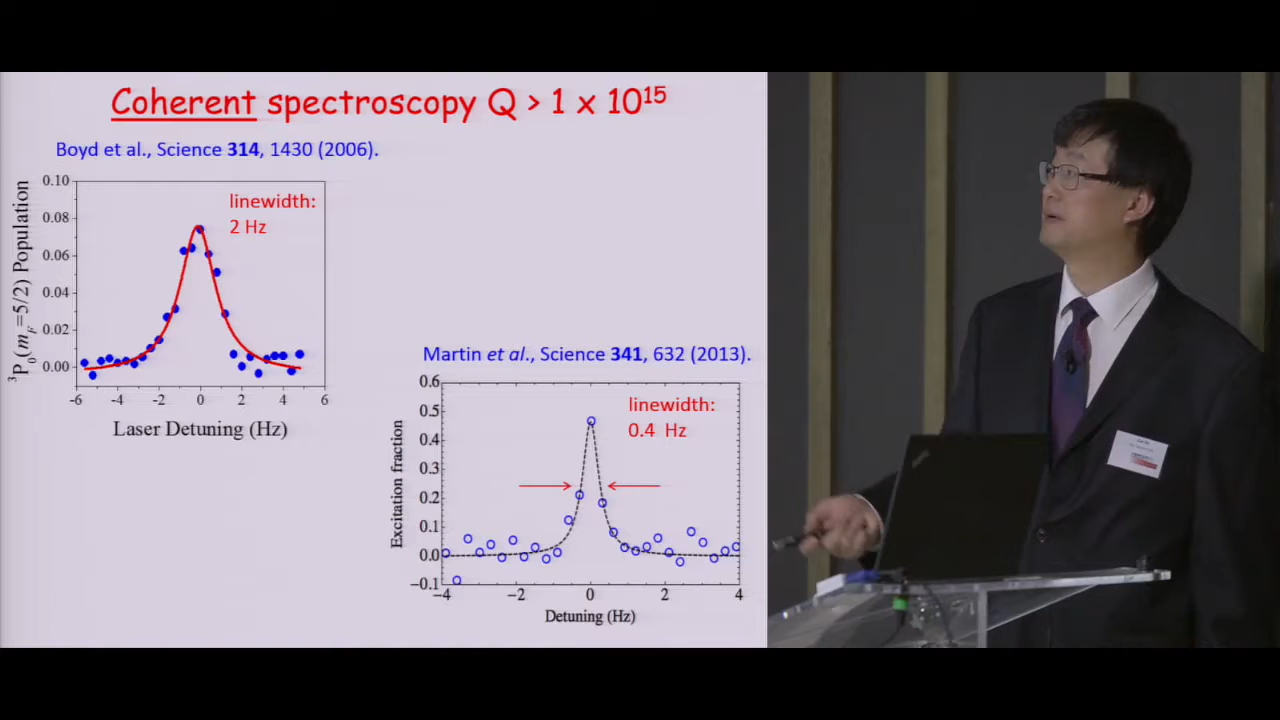 Coherent spectroscopy Q > 1 x 10¹⁵
Boyd et al., Science 314, 1430 (2006).
linewidth:
2 Hz
³P₀(m_F=5/2) Population
0.10
0.08
0.06
0.04
0.02
0.00
-6
-4
-2
0
2
4
6
Laser Detuning (Hz)
Martin et al., Science 341, 632 (2013).
linewidth:
0.4 Hz
Excitation fraction
0.6
0.5
0.4
0.3
0.2
0.1
0.0
−0.1
−4
−2
0
2
4
Detuning (Hz)